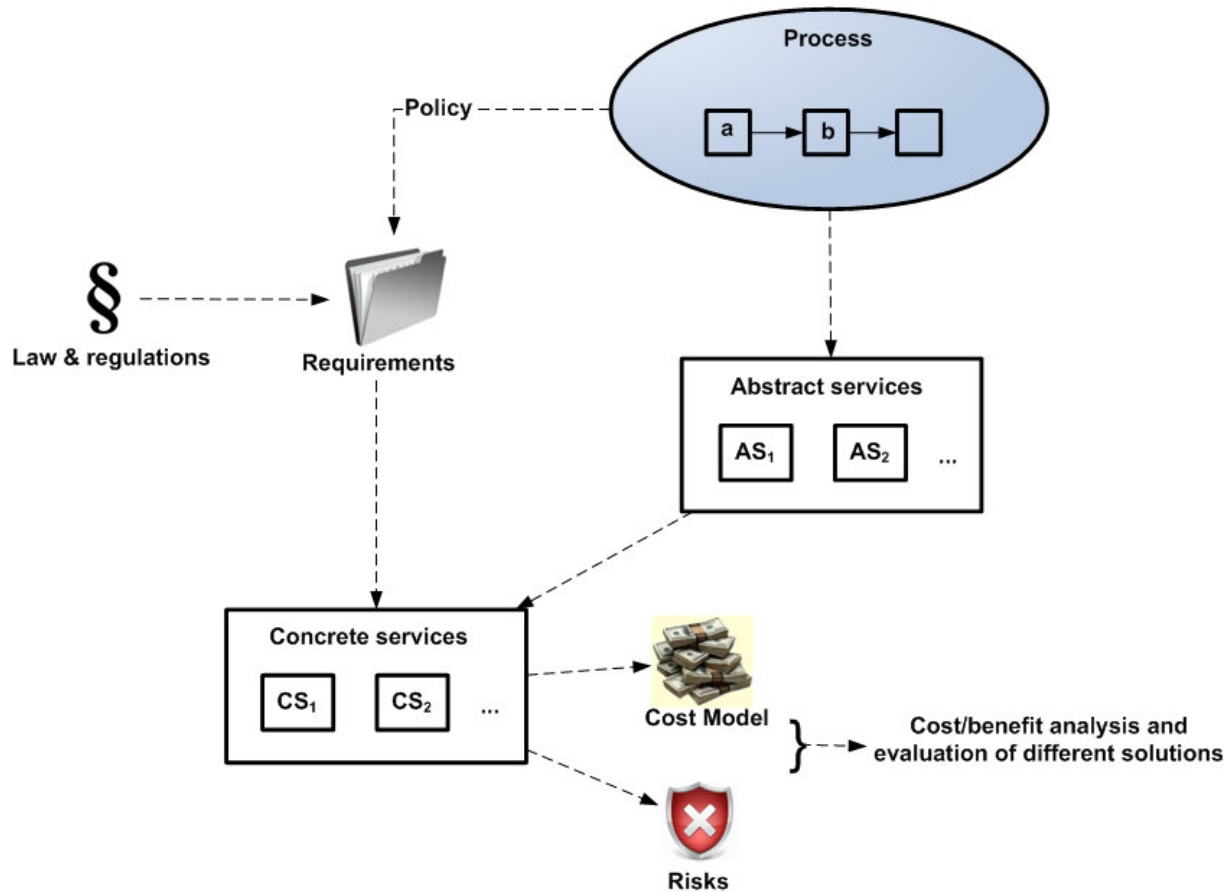 Process
a
b
Policy
§
Law & regulations
Requirements
Abstract services
AS₁
AS₂
...
Concrete services
CS₁
CS₂
...
Cost Model
}
Cost/benefit analysis and
evaluation of different solutions
Risks